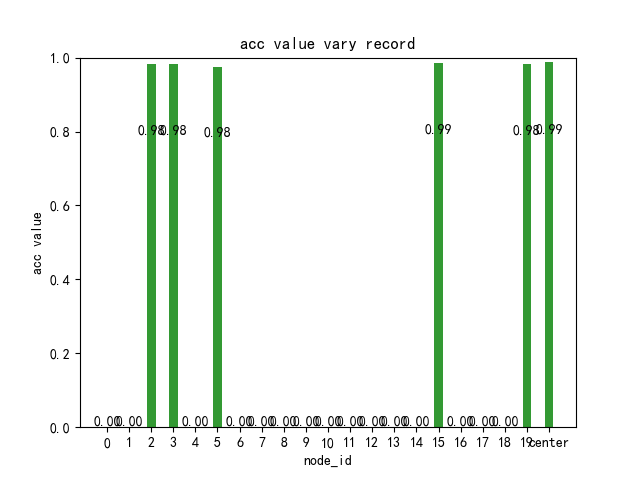 acc value vary record
1.0
0.8
0.6
0.4
0.2
0.0
acc value
0.98 0.98 0.98 0.99 0.98 0.99
0.00 0.00 0.00 0.00 0.00 0.00 0.00 0.00 0.00 0.00 0.00 0.00 0.00 0.00 0.00
0 1 2 3 4 5 6 7 8 9 10 11 12 13 14 15 16 17 18 19 center
node_id